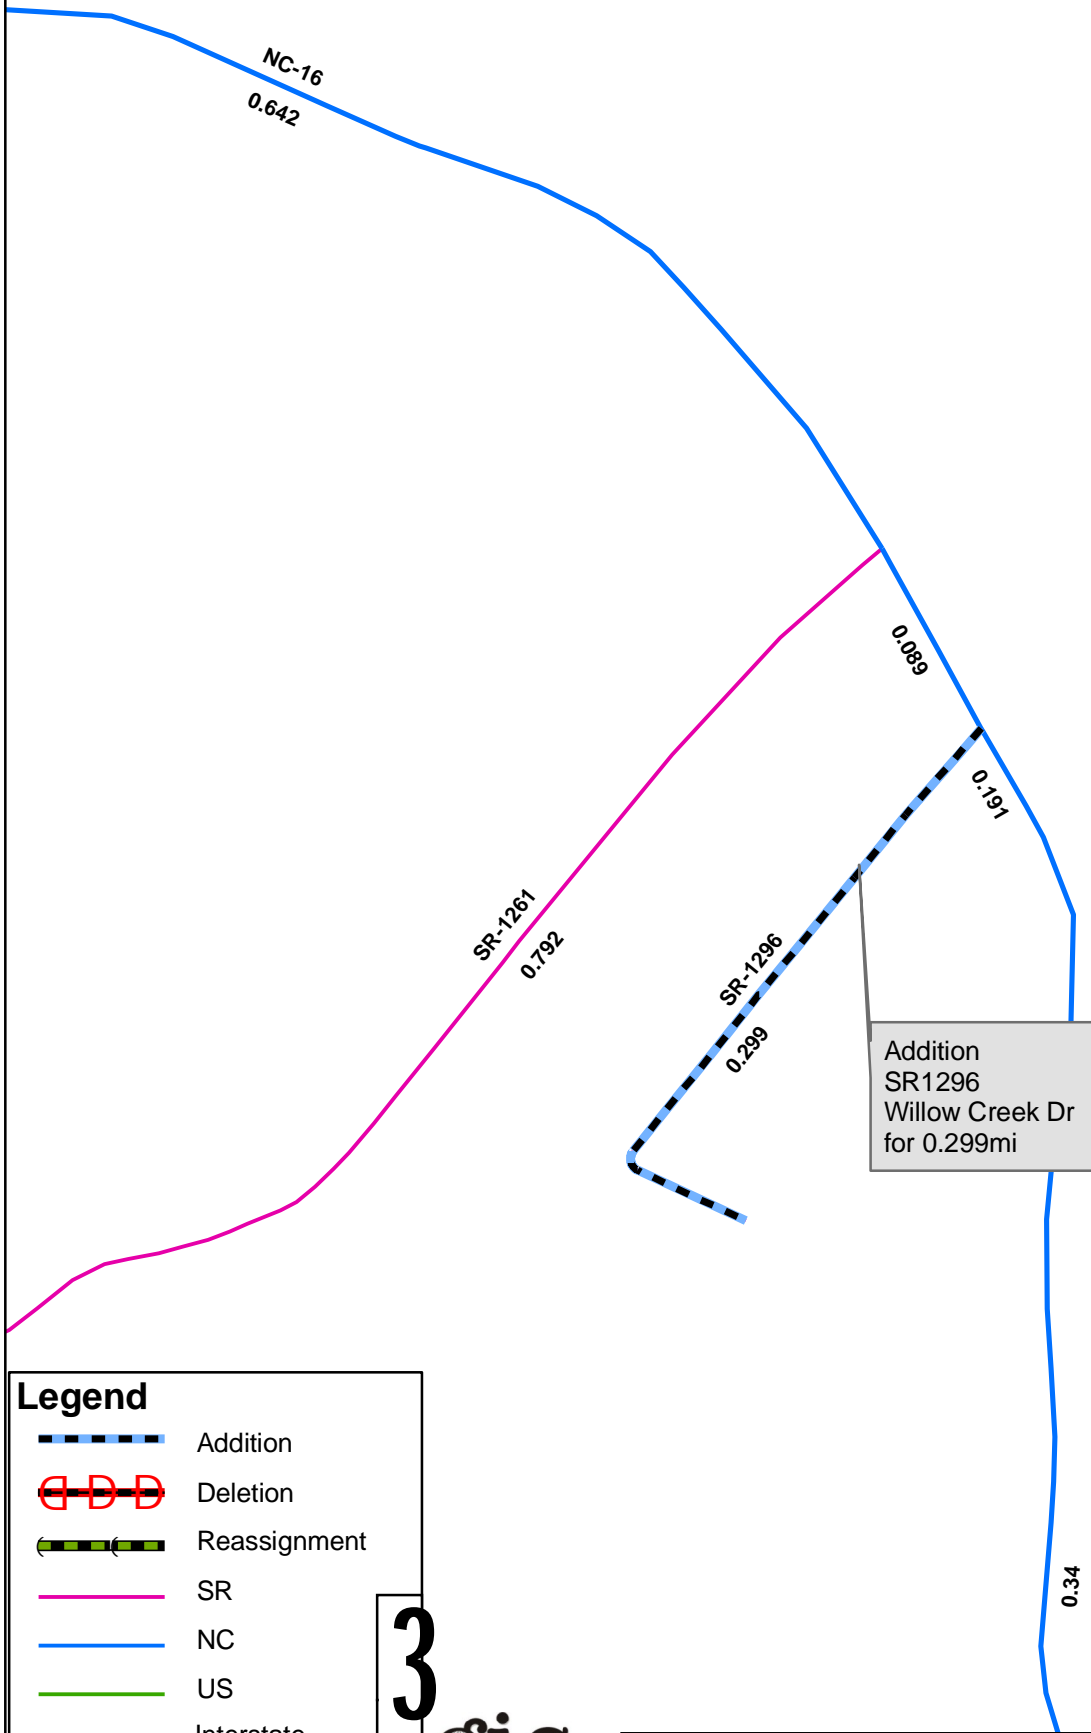 NC-16
0.642
0.089
0.191
SR-1261
0.792
SR-1296
0.299
Addition
SR1296
Willow Creek Dr
for 0.299mi
Legend
Addition
Deletion
Reassignment
SR
NC
US
Interstate
3
0.34